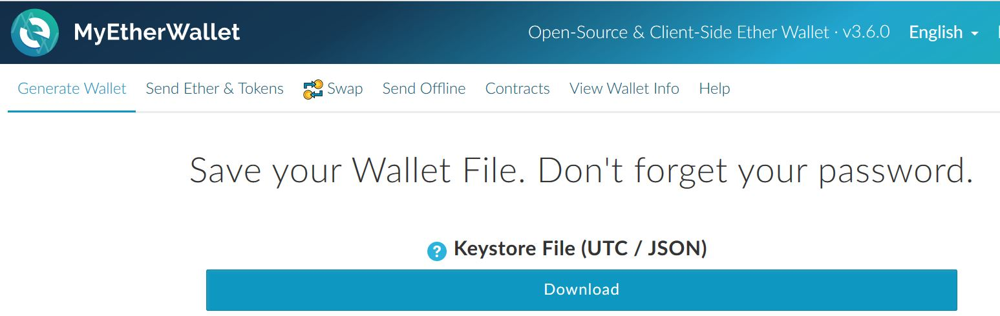 MyEtherWallet
Open-Source & Client-Side Ether Wallet · v3.6.0 English
Generate Wallet Send Ether & Tokens Swap Send Offline Contracts View Wallet Info Help
Save your Wallet File. Don't forget your password.
? Keystore File (UTC / JSON)
Download